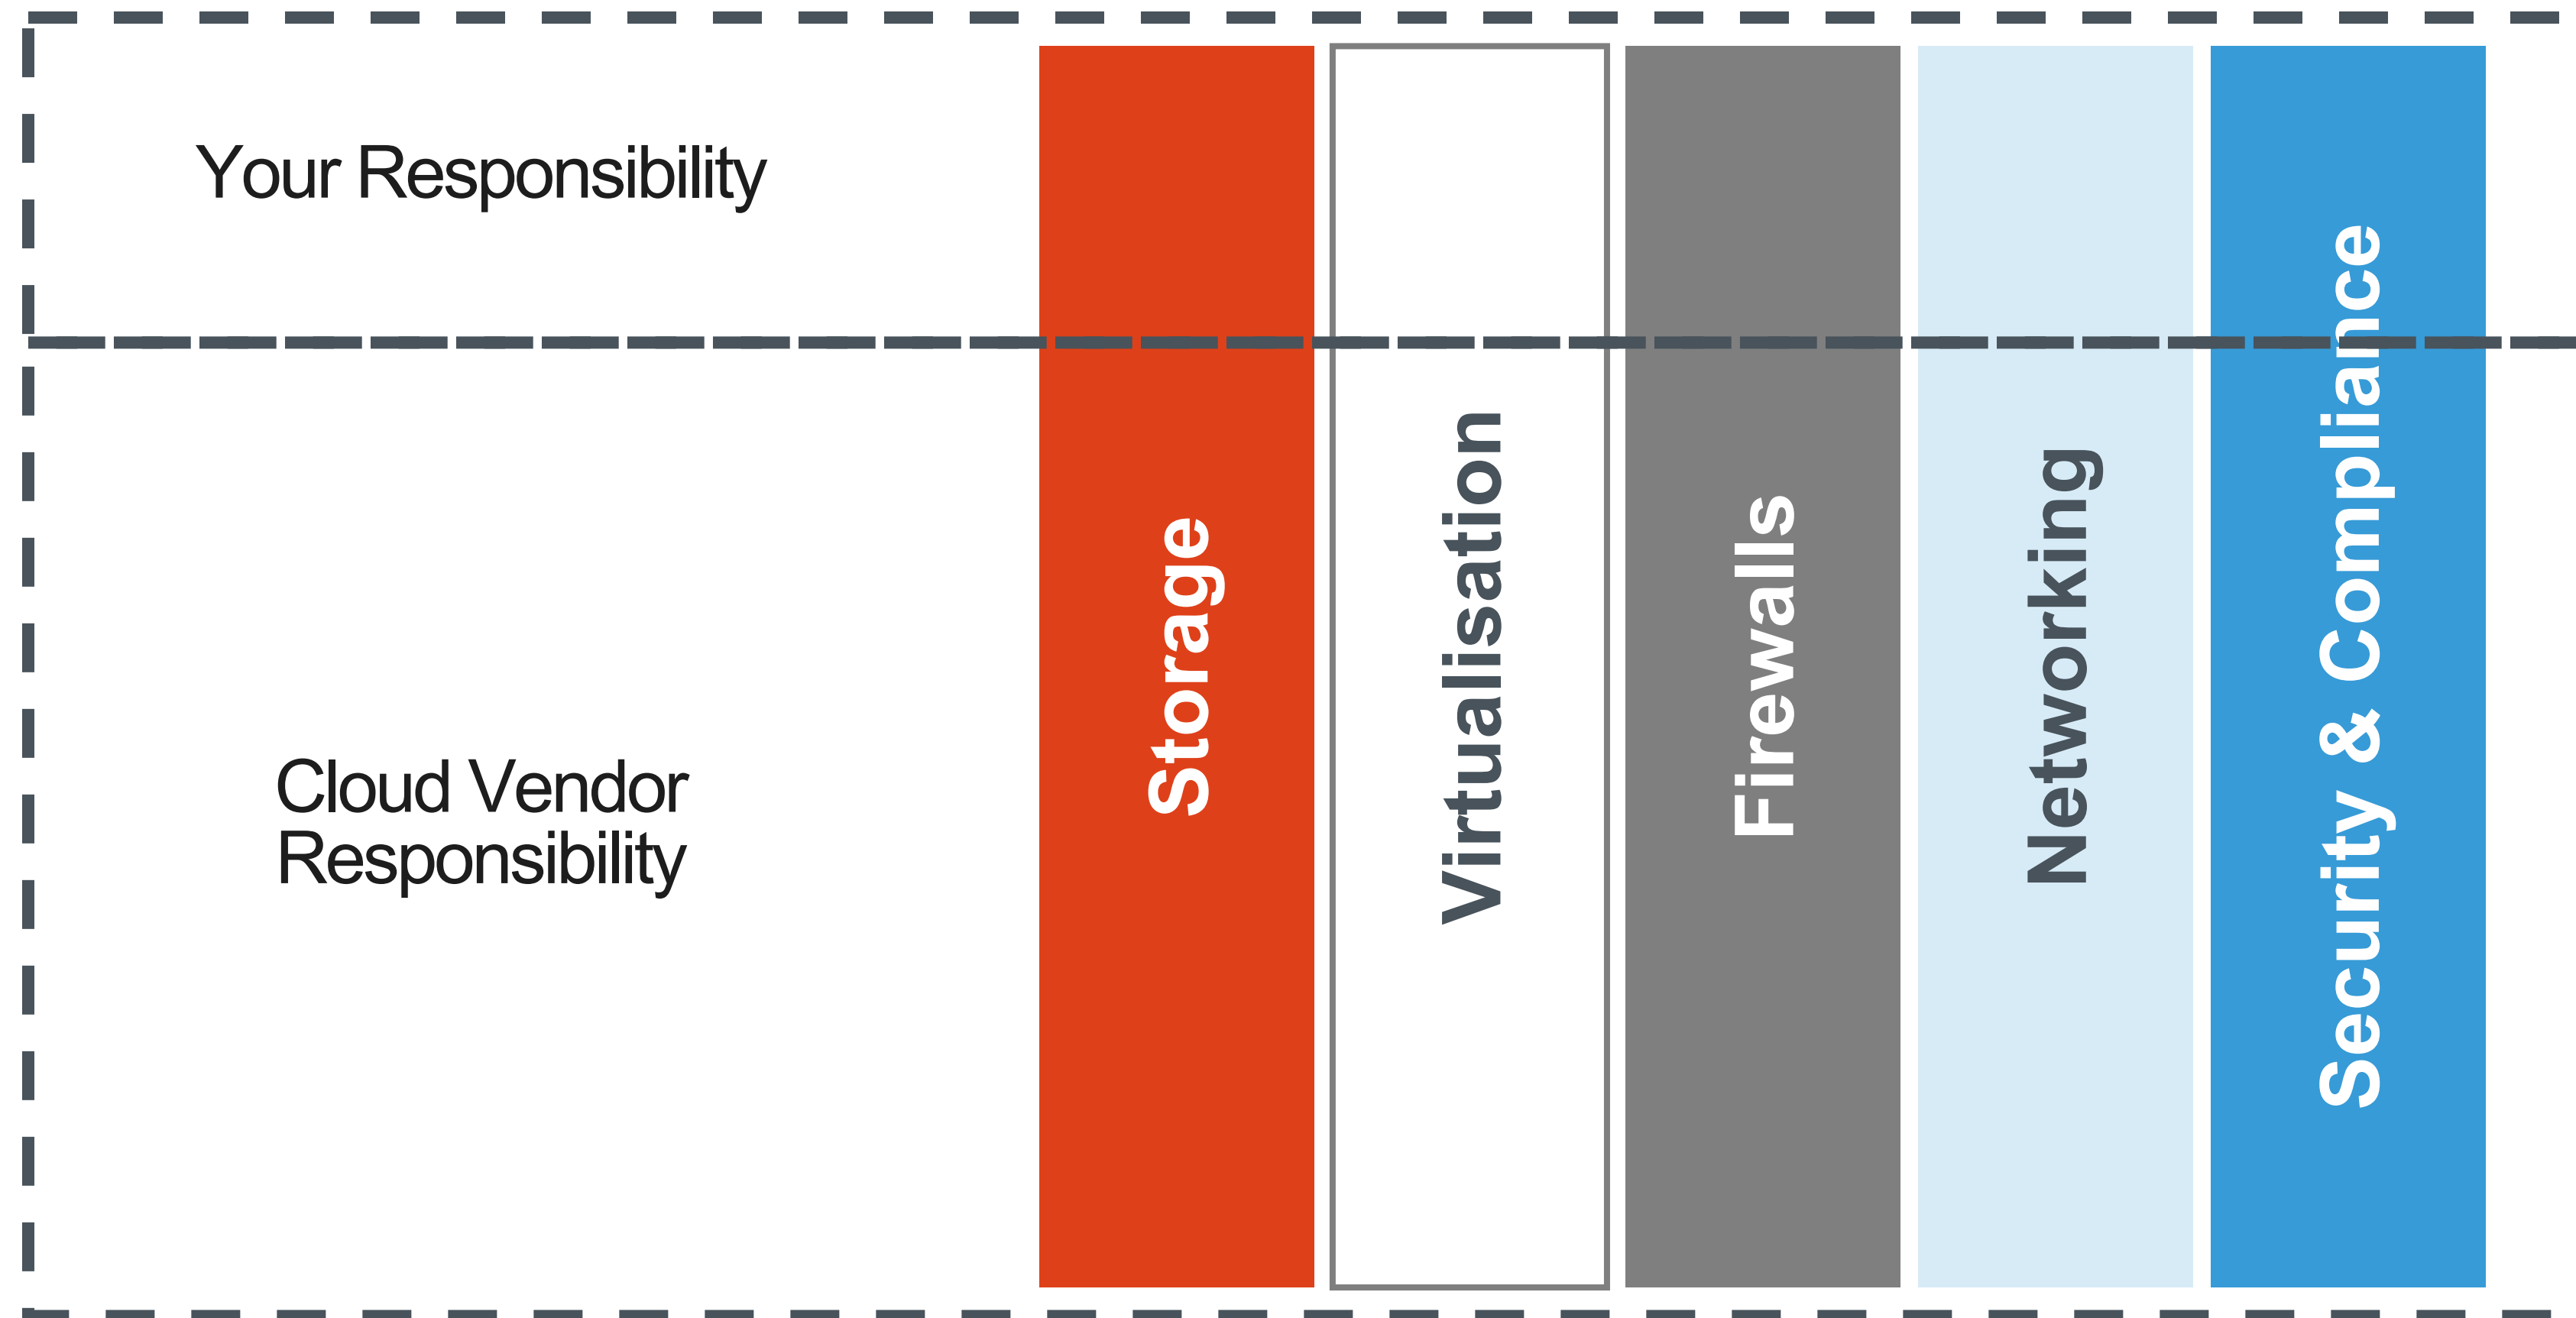 Your Responsibility
Cloud Vendor
Responsibility
Storage
Virtualisation
Firewalls
Networking
Security & Compliance